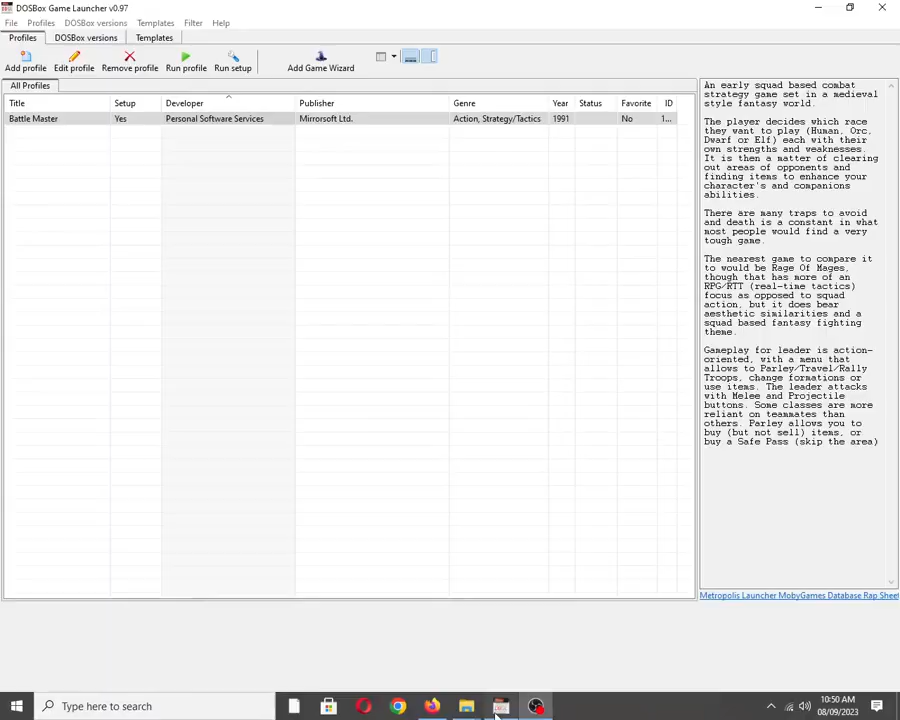 DOSBox Game Launcher v0.97
File Profiles DOSBox versions Templates Filter Help
Profiles DOSBox versions Templates
Add profile Edit profile Remove profile Run profile Run setup Add Game Wizard
All Profiles
Title Setup Developer Publisher Genre Year Status Favorite ID
Battle Master Yes Personal Software Services Mirrorsoft Ltd. Action, Strategy/Tactics 1991 No 1...
An early squad based combat
strategy game set in a medieval
style fantasy world.
The player decides which race
they want to play (Human, Orc,
Dwarf or Elf) each with their
own strengths and weaknesses.
It is then a matter of clearing
out areas of opponents and
finding items to enhance your
character's and companions
abilities.
There are many traps to avoid
and death is a constant in what
most people would find a very
tough game.
The nearest game to compare it
to would be Rage Of Mages,
though that has more of an
RPG/RTT (real-time tactics)
focus as opposed to squad
action, but it does bear
aesthetic similarities and a
squad based fantasy fighting
theme.
Gameplay for leader is action-
oriented, with a menu that
allows to Parley/Travel/Rally
Troops, change formations or
use items. The leader attacks
with Melee and Projectile
buttons. Some classes are more
reliant on teammates than
others. Parley allows you to
buy (but not sell) items, or
buy a Safe Pass (skip the area)
Metropolis Launcher MobyGames Database Rap Sheet
Type here to search
10:50 AM
08/09/2023